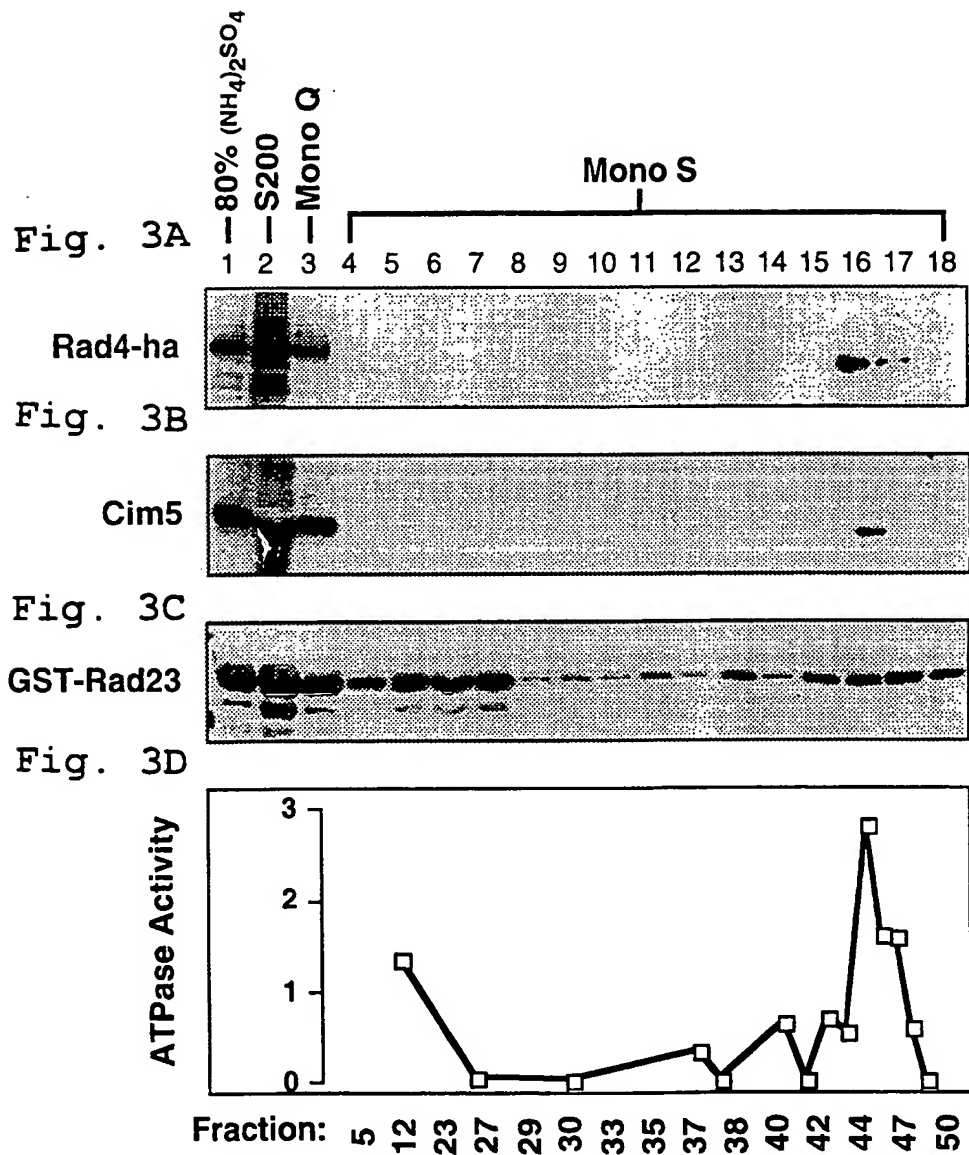 80% (NH4)2SO4
S200
Mono Q
Mono S
Fig. 3A
1 2 3 4 5 6 7 8 9 10 11 12 13 14 15 16 17 18
Rad4-ha
Fig. 3B
Cim5
Fig. 3C
GST-Rad23
Fig. 3D
ATPase Activity
3
2
1
0
Fraction: 5 12 23 27 29 30 33 35 37 38 40 42 44 47 50